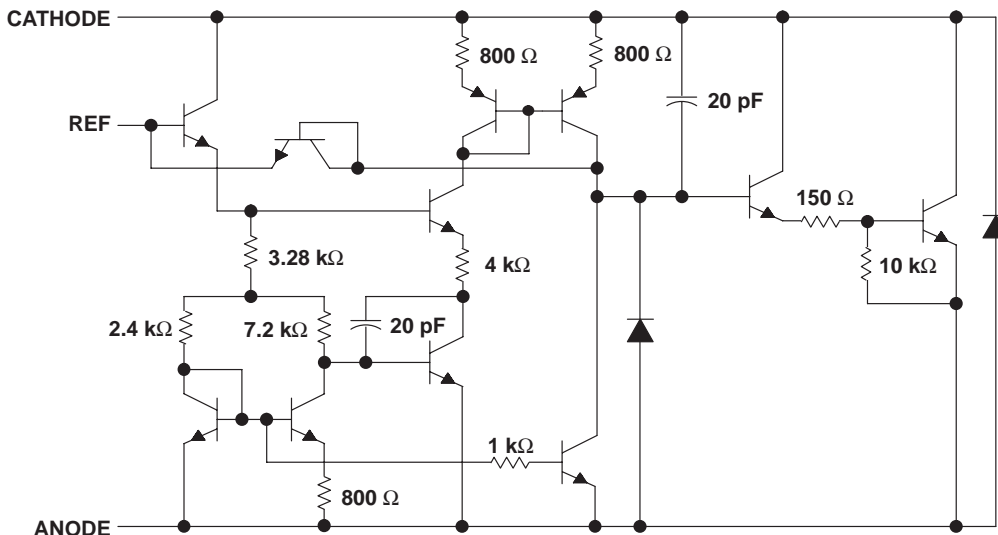 CATHODE
800 Ω
800 Ω
20 pF
REF
150 Ω
3.28 kΩ
4 kΩ
10 kΩ
2.4 kΩ
7.2 kΩ
20 pF
1 kΩ
800 Ω
ANODE